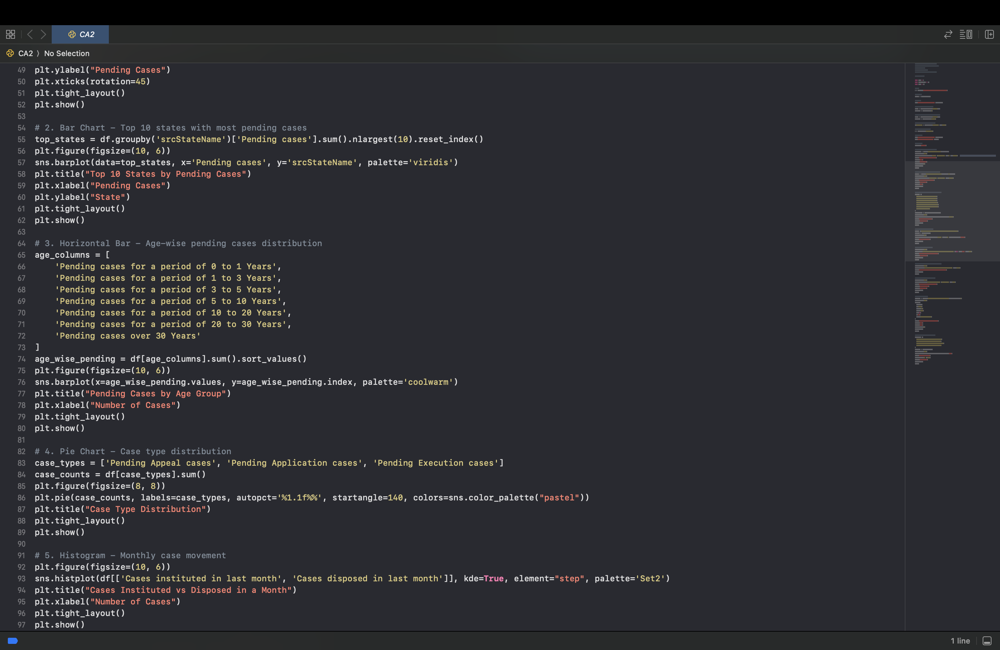 CA2
CA2 ⟩ No Selection
49 plt.ylabel("Pending Cases")
50 plt.xticks(rotation=45)
51 plt.tight_layout()
52 plt.show()
53
54 # 2. Bar Chart – Top 10 states with most pending cases
55 top_states = df.groupby('srcStateName')['Pending cases'].sum().nlargest(10).reset_index()
56 plt.figure(figsize=(10, 6))
57 sns.barplot(data=top_states, x='Pending cases', y='srcStateName', palette='viridis')
58 plt.title("Top 10 States by Pending Cases")
59 plt.xlabel("Pending Cases")
60 plt.ylabel("State")
61 plt.tight_layout()
62 plt.show()
63
64 # 3. Horizontal Bar – Age-wise pending cases distribution
65 age_columns = [
66     'Pending cases for a period of 0 to 1 Years',
67     'Pending cases for a period of 1 to 3 Years',
68     'Pending cases for a period of 3 to 5 Years',
69     'Pending cases for a period of 5 to 10 Years',
70     'Pending cases for a period of 10 to 20 Years',
71     'Pending cases for a period of 20 to 30 Years',
72     'Pending cases over 30 Years'
73 ]
74 age_wise_pending = df[age_columns].sum().sort_values()
75 plt.figure(figsize=(10, 6))
76 sns.barplot(x=age_wise_pending.values, y=age_wise_pending.index, palette='coolwarm')
77 plt.title("Pending Cases by Age Group")
78 plt.xlabel("Number of Cases")
79 plt.tight_layout()
80 plt.show()
81
82 # 4. Pie Chart – Case type distribution
83 case_types = ['Pending Appeal cases', 'Pending Application cases', 'Pending Execution cases']
84 case_counts = df[case_types].sum()
85 plt.figure(figsize=(8, 8))
86 plt.pie(case_counts, labels=case_types, autopct='%1.1f%%', startangle=140, colors=sns.color_palette("pastel"))
87 plt.title("Case Type Distribution")
88 plt.tight_layout()
89 plt.show()
90
91 # 5. Histogram – Monthly case movement
92 plt.figure(figsize=(10, 6))
93 sns.histplot(df[['Cases instituted in last month', 'Cases disposed in last month']], kde=True, element="step", palette='Set2')
94 plt.title("Cases Instituted vs Disposed in a Month")
95 plt.xlabel("Number of Cases")
96 plt.tight_layout()
97 plt.show()
1 line